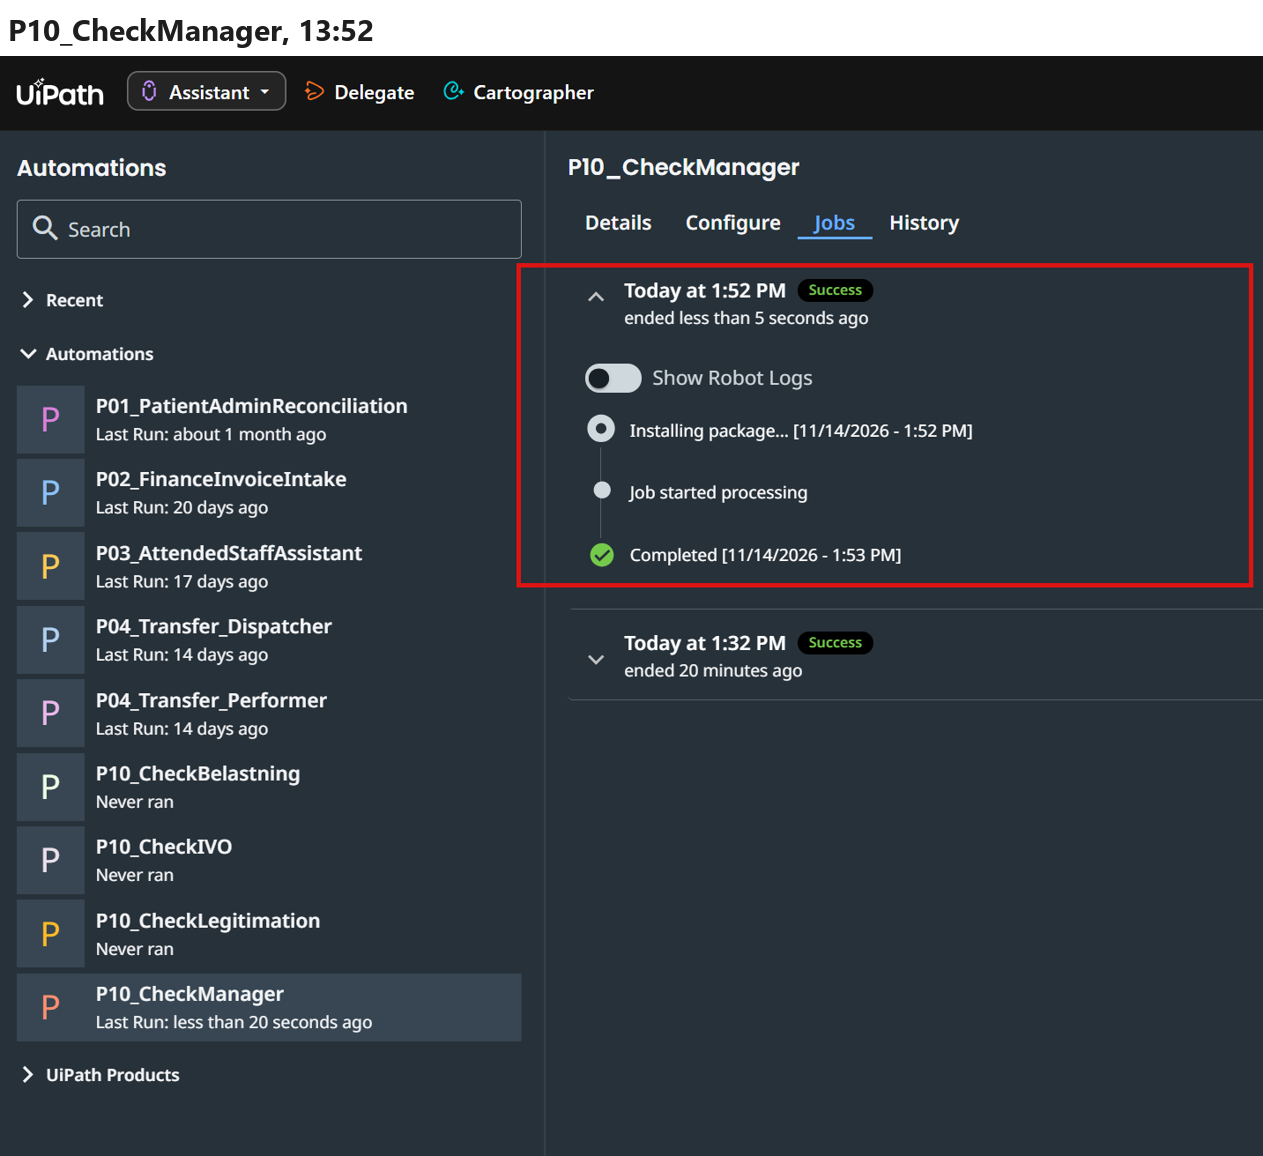 P10_CheckManager, 13:52
UiPath
Assistant
Delegate
Cartographer
Automations
Search
Recent
Automations
P
P01_PatientAdminReconciliation
Last Run: about 1 month ago
P
P02_FinanceInvoiceIntake
Last Run: 20 days ago
P
P03_AttendedStaffAssistant
Last Run: 17 days ago
P
P04_Transfer_Dispatcher
Last Run: 14 days ago
P
P04_Transfer_Performer
Last Run: 14 days ago
P
P10_CheckBelastning
Never ran
P
P10_CheckIVO
Never ran
P
P10_CheckLegitimation
Never ran
P
P10_CheckManager
Last Run: less than 20 seconds ago
UiPath Products
P10_CheckManager
Details Configure Jobs History
Today at 1:52 PM Success
ended less than 5 seconds ago
Show Robot Logs
Installing package... [11/14/2026 - 1:52 PM]
Job started processing
Completed [11/14/2026 - 1:53 PM]
Today at 1:32 PM Success
ended 20 minutes ago